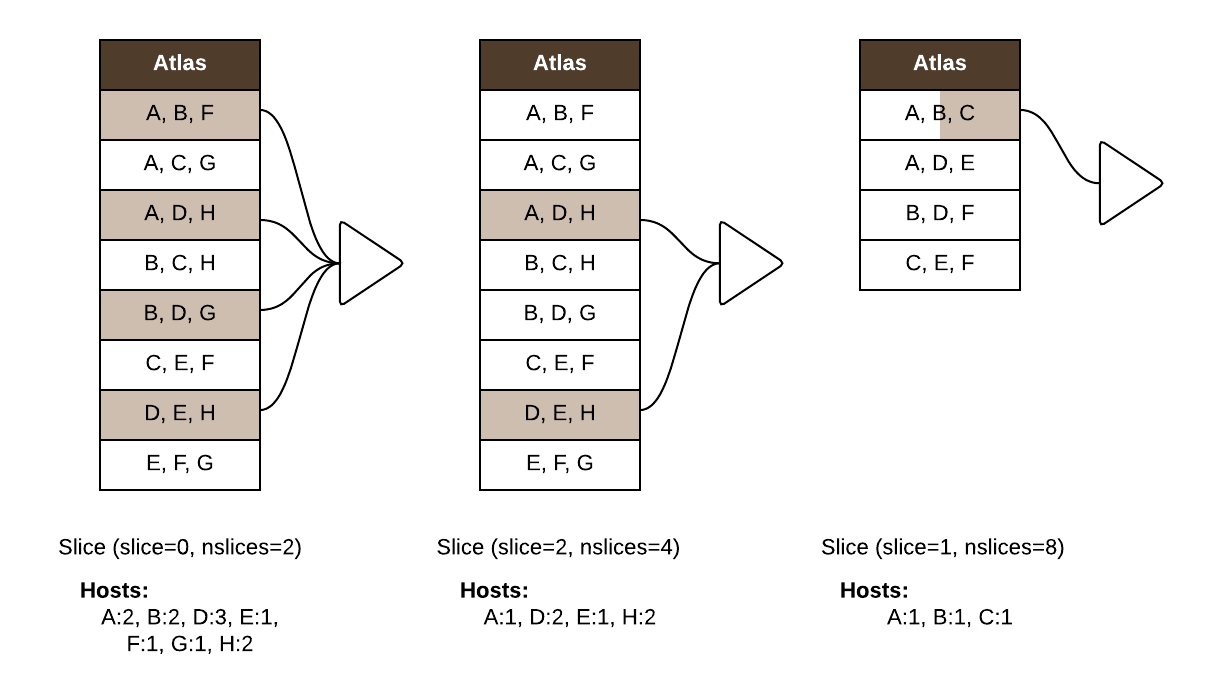 Atlas
A, B, F
A, C, G
A, D, H
B, C, H
B, D, G
C, E, F
D, E, H
E, F, G
Slice (slice=0, nslices=2)
Hosts:
A:2, B:2, D:3, E:1,
F:1, G:1, H:2
Atlas
A, B, F
A, C, G
A, D, H
B, C, H
B, D, G
C, E, F
D, E, H
E, F, G
Slice (slice=2, nslices=4)
Hosts:
A:1, D:2, E:1, H:2
Atlas
A, B, C
A, D, E
B, D, F
C, E, F
Slice (slice=1, nslices=8)
Hosts:
A:1, B:1, C:1